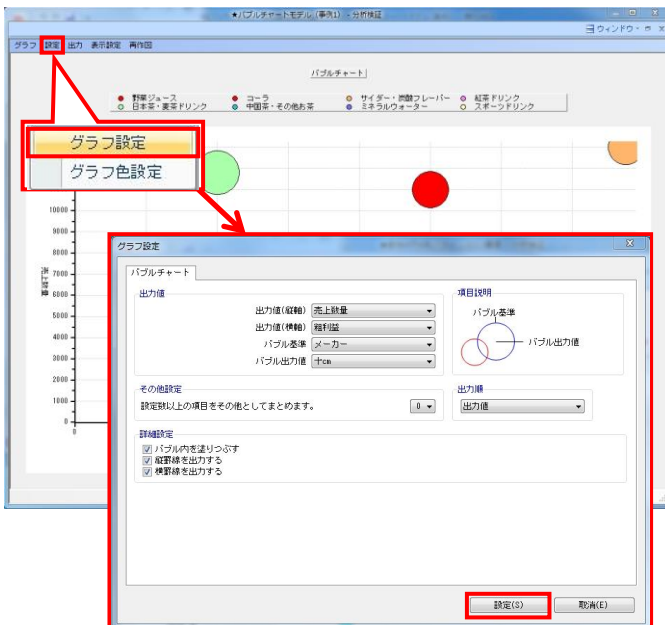 ★バブルチャートモデル(事例1) - 分析検証
ウィンドウ
グラフ 設定 出力 表示設定 再作図
バブルチャート
野菜ジュース コーラ サイダー・炭酸フレーバー 紅茶ドリンク
日本茶・麦茶ドリンク 中国茶・その他お茶 ミネラルウォーター スポーツドリンク
グラフ設定
グラフ色設定
10000
9000
8000
7000
6000
5000
4000
3000
2000
1000
0
売上数量
0
グラフ設定
バブルチャート
出力値
出力値(縦軸) 売上数量
出力値(横軸) 粗利益
バブル基準 メーカー
バブル出力値 十cm
項目説明
バブル基準
バブル出力値
その他設定
設定数以上の項目をその他としてまとめます。 0
出力順
出力値
詳細設定
バブル内を塗りつぶす
縦罫線を出力する
横罫線を出力する
設定(S) 取消(E)